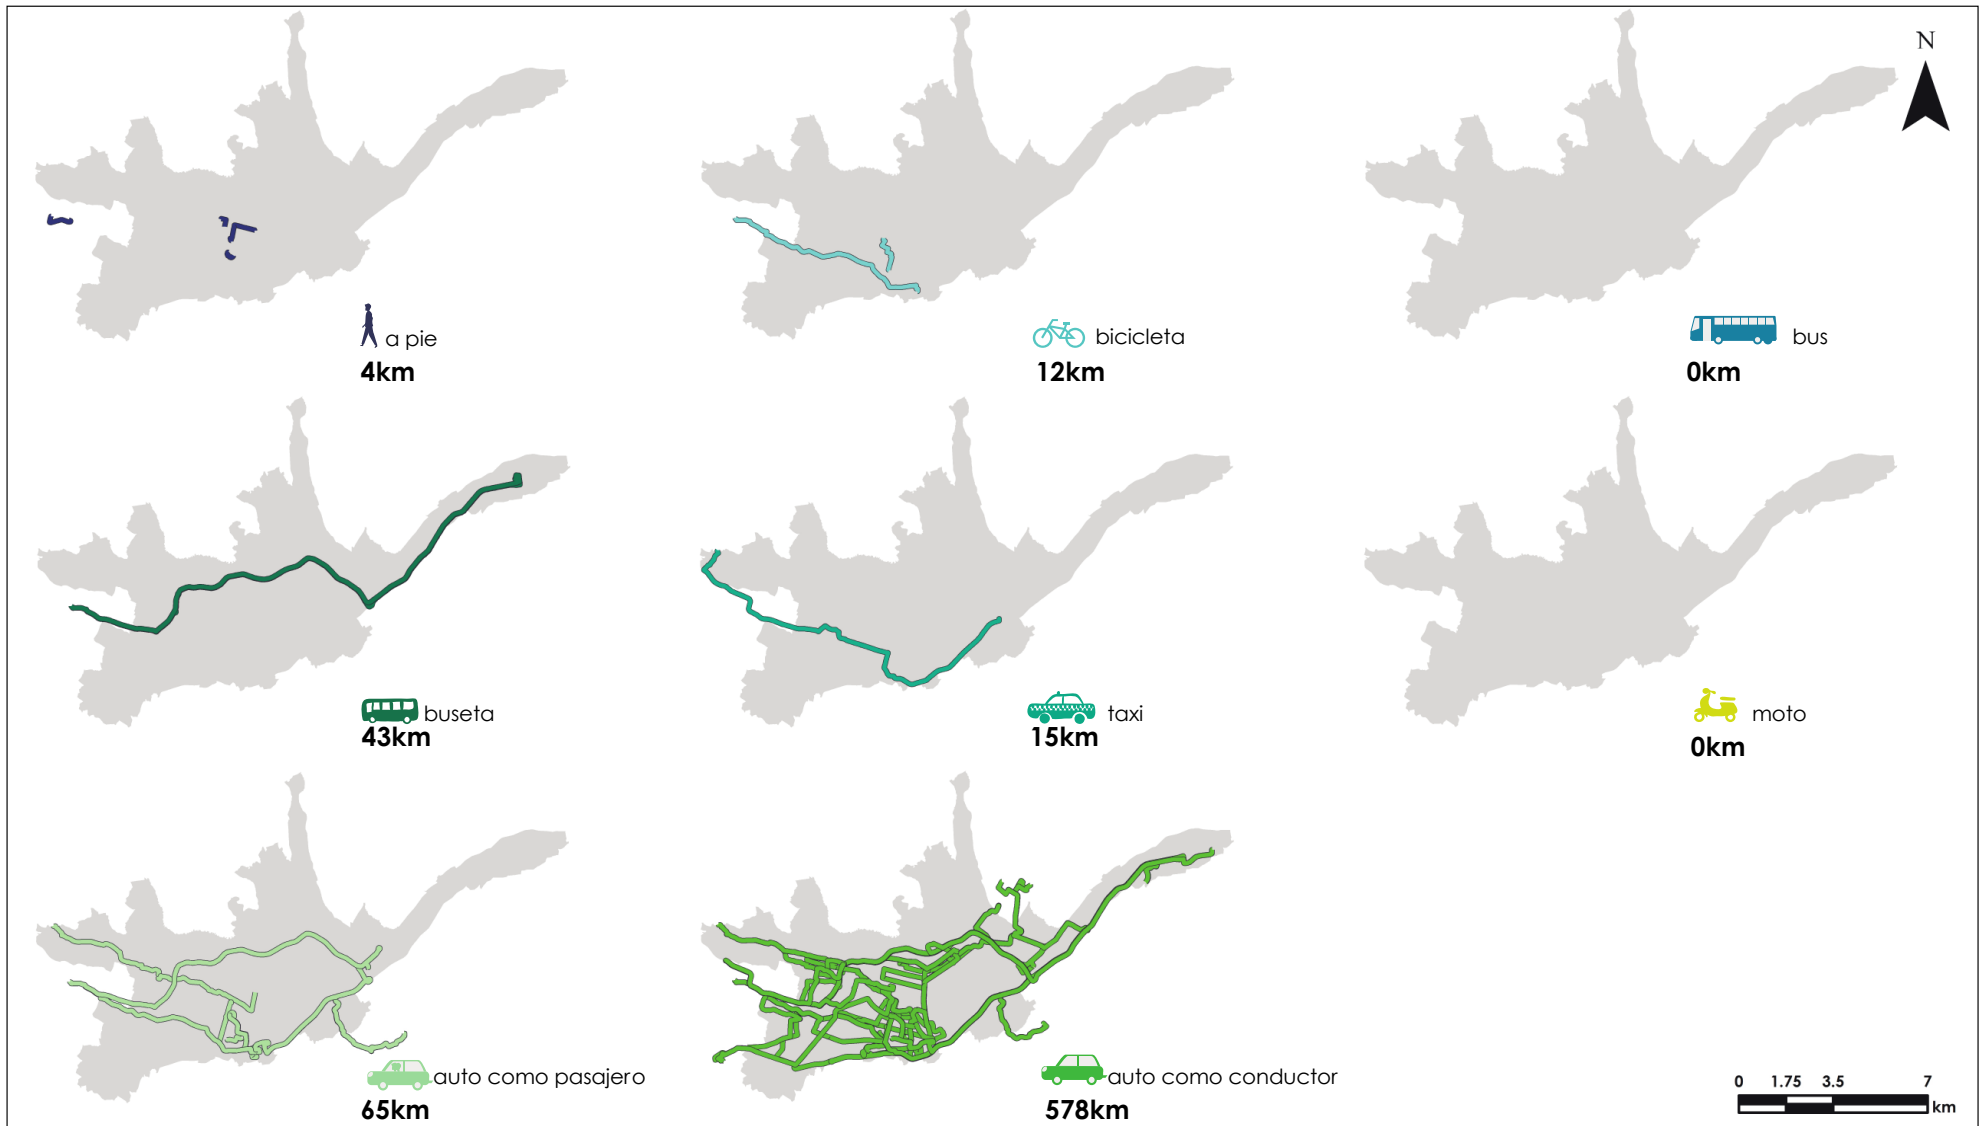 N
a pie
4km
bicicleta
12km
bus
0km
buseta
43km
taxi
15km
moto
0km
auto como pasajero
65km
auto como conductor
578km
0 1.75 3.5 7
km